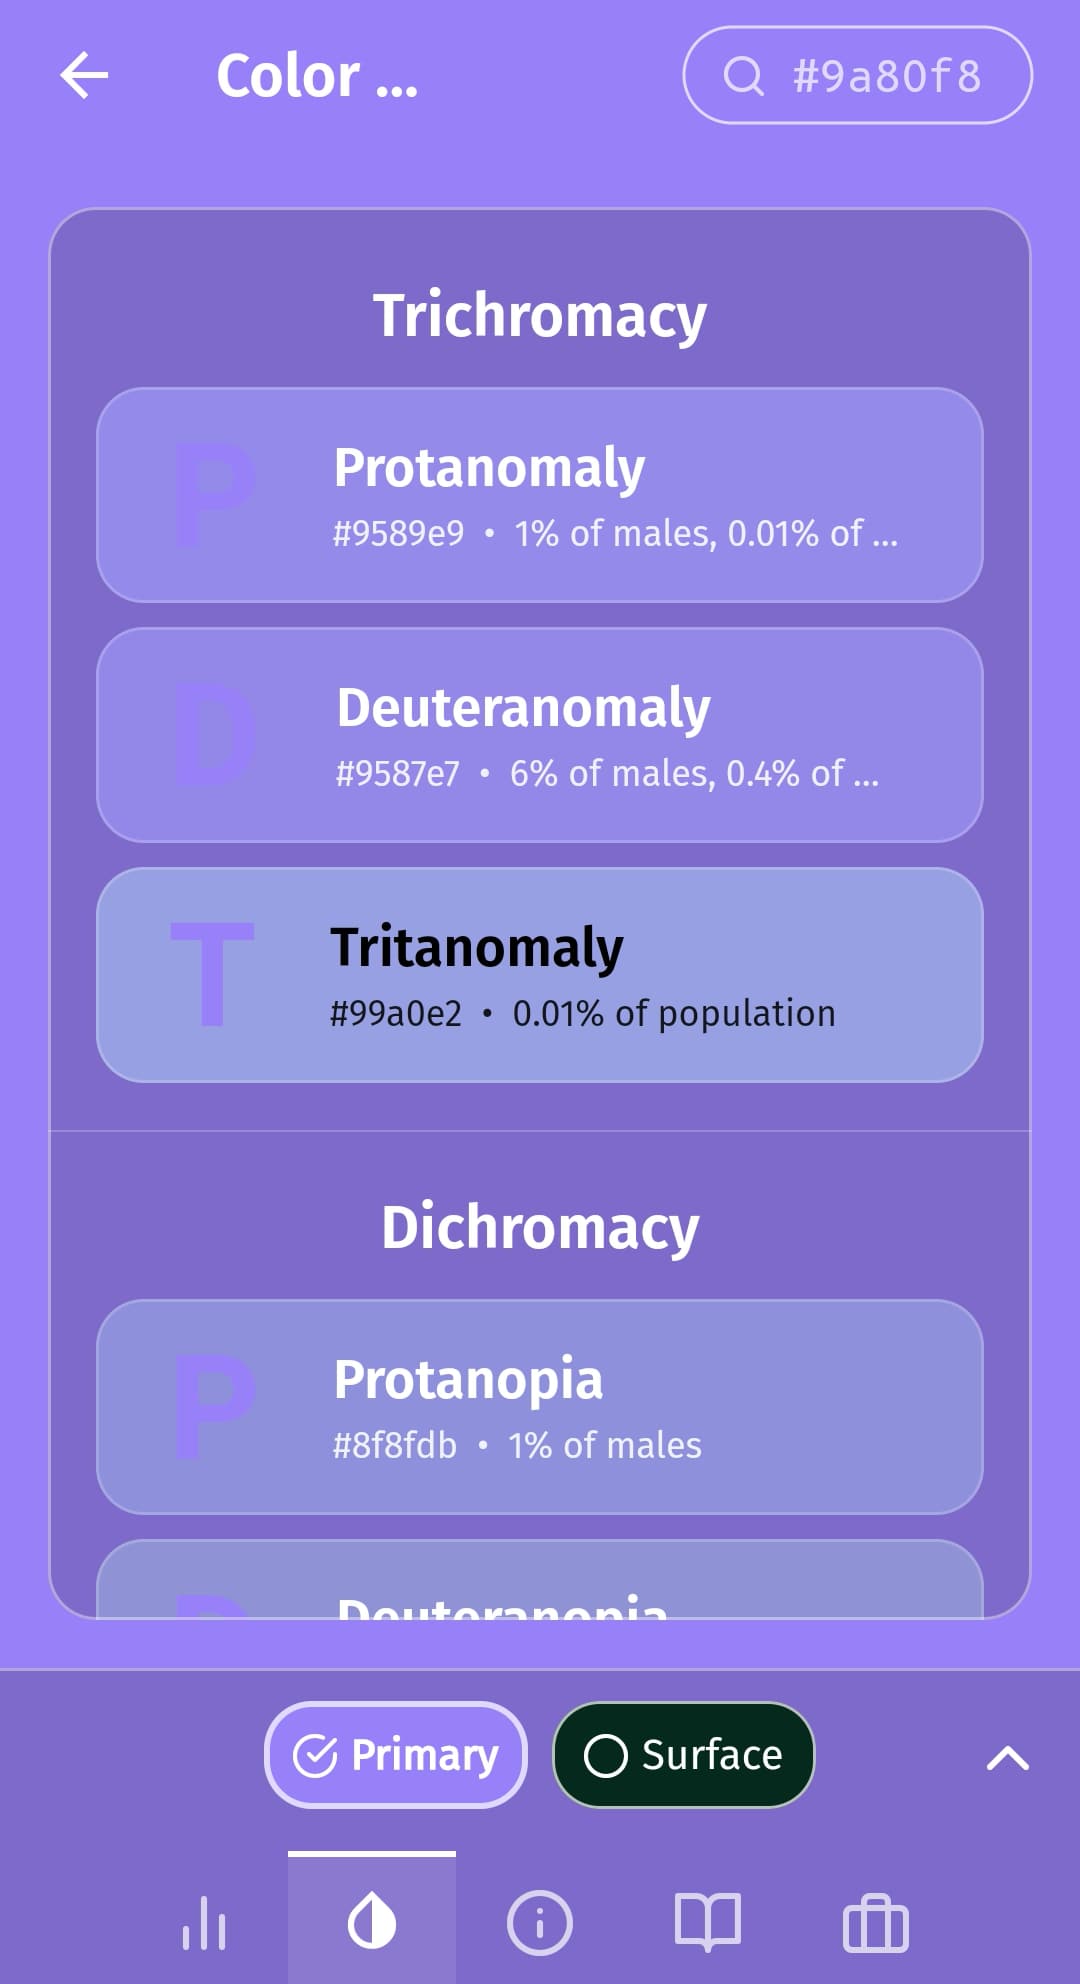 Color ...
#9a80f8
Trichromacy
P
Protanomaly
#9589e9 • 1% of males, 0.01% of ...
D
Deuteranomaly
#9587e7 • 6% of males, 0.4% of ...
T
Tritanomaly
#99a0e2 • 0.01% of population
Dichromacy
P
Protanopia
#8f8fdb • 1% of males
D
Deuteranopia
Primary
Surface